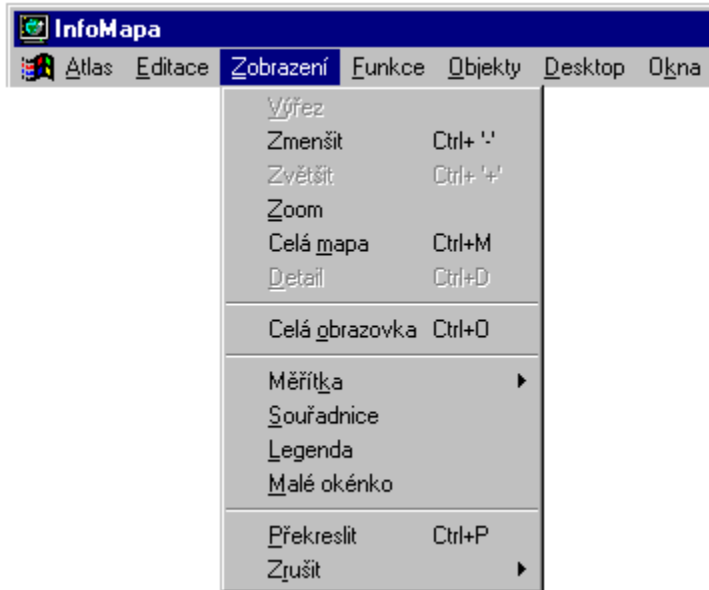 InfoMapa
Atlas Editace Zobrazení Funkce Objekty Desktop Okna
Výřez
Zmenšit Ctrl+ '-'
Zvětšit Ctrl+ '+'
Zoom
Celá mapa Ctrl+M
Detail Ctrl+D
Celá obrazovka Ctrl+O
Měřítka
Souřadnice
Legenda
Malé okénko
Překreslit Ctrl+P
Zrušit